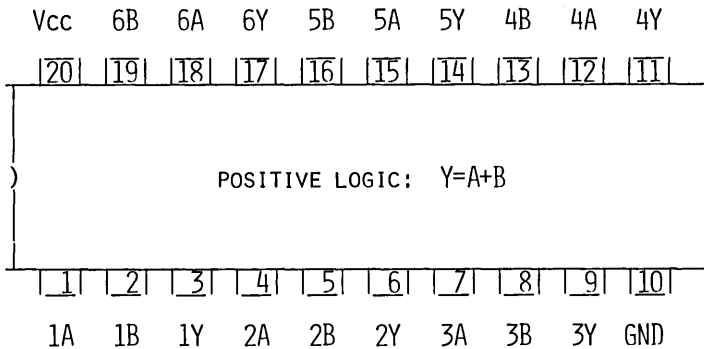 Vcc 6B 6A 6Y 5B 5A 5Y 4B 4A 4Y
20 19 18 17 16 15 14 13 12 11
POSITIVE LOGIC: Y=A+B
1 2 3 4 5 6 7 8 9 10
1A 1B 1Y 2A 2B 2Y 3A 3B 3Y GND